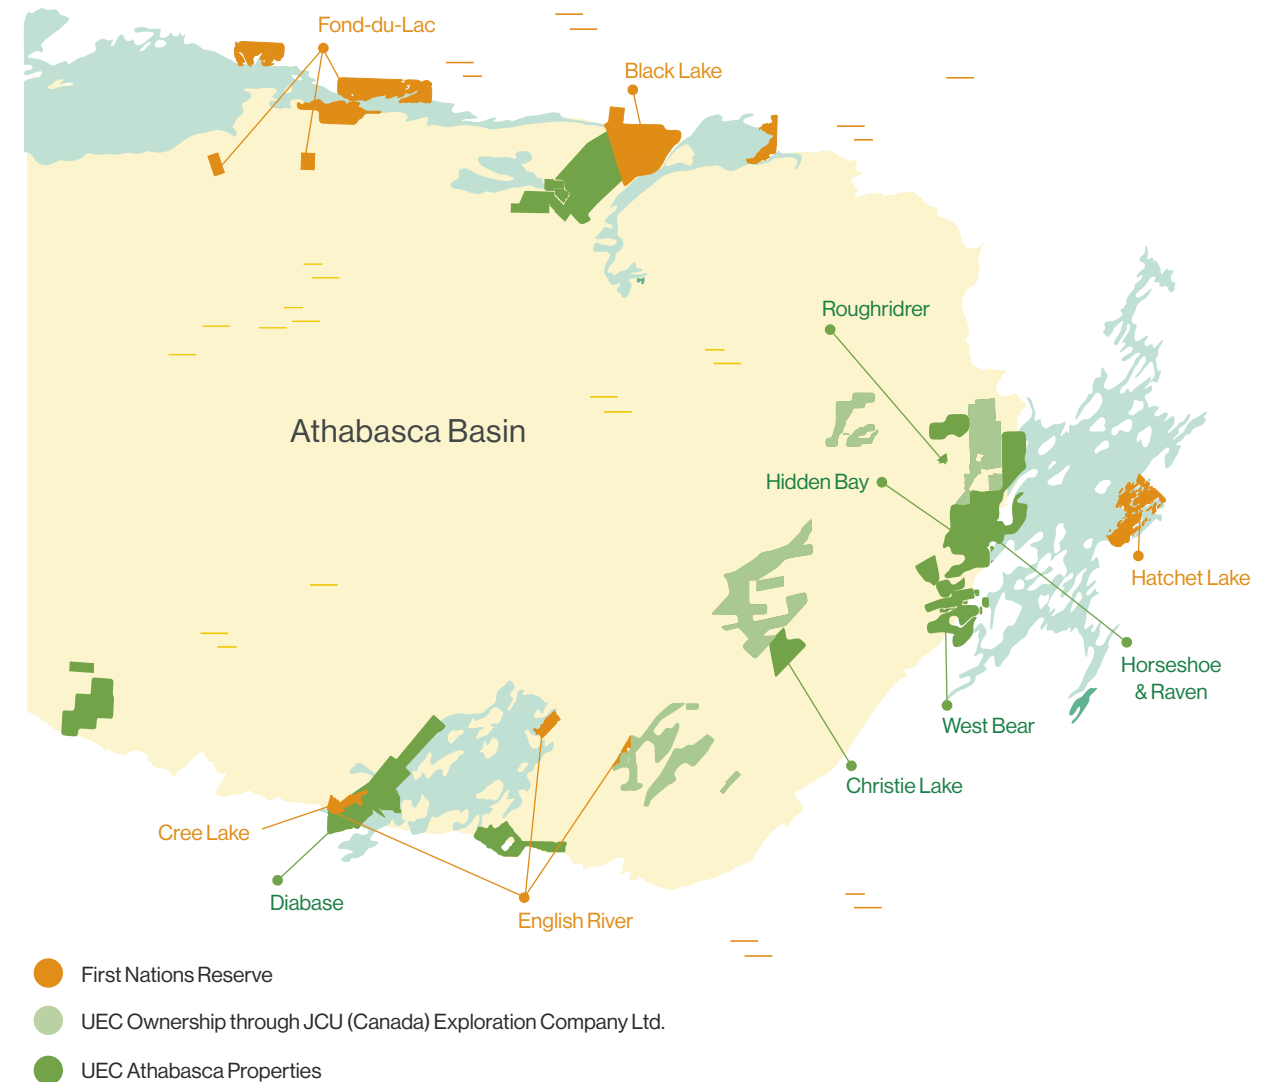 Fond-du-Lac
Black Lake
Roughridrer
Athabasca Basin
Hidden Bay
Hatchet Lake
Horseshoe
& Raven
West Bear
Christie Lake
Cree Lake
Diabase
English River
First Nations Reserve
UEC Ownership through JCU (Canada) Exploration Company Ltd.
UEC Athabasca Properties